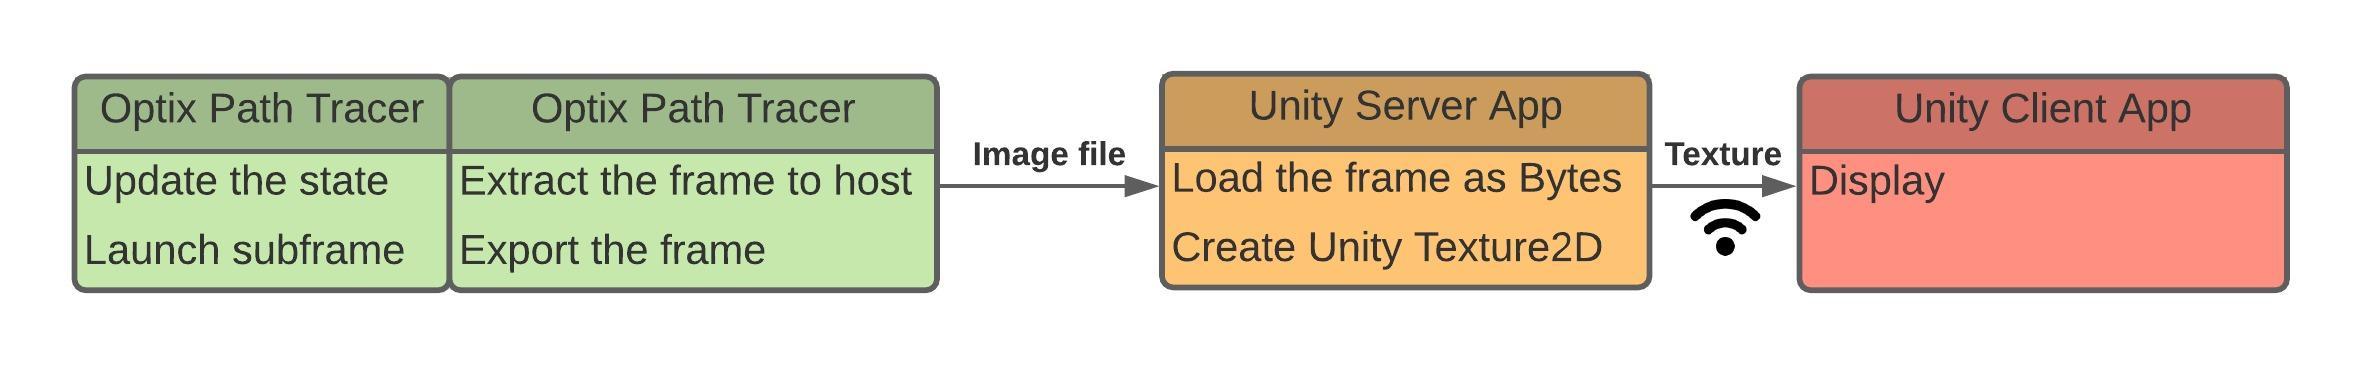 Optix Path Tracer
Update the state
Launch subframe
Optix Path Tracer
Extract the frame to host
Export the frame
Image file
Unity Server App
Load the frame as Bytes
Create Unity Texture2D
Texture
Unity Client App
Display